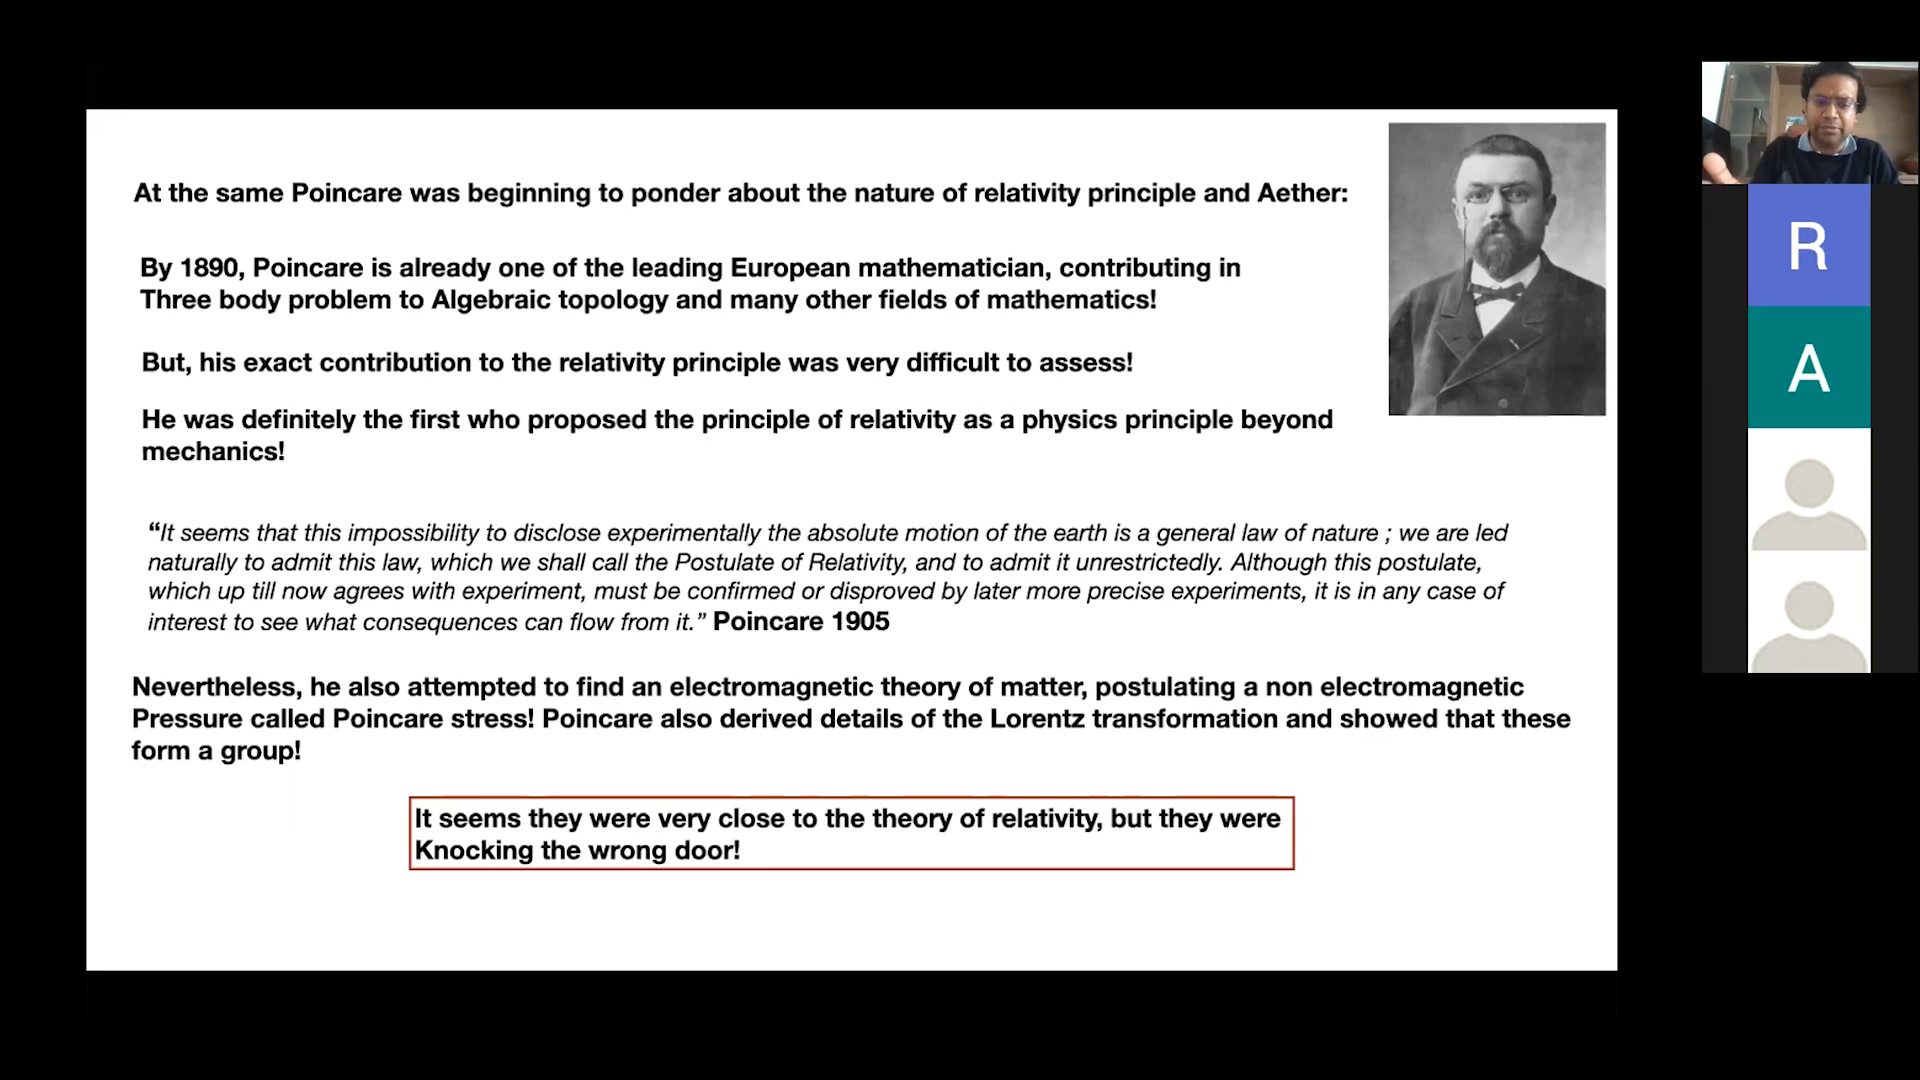 At the same Poincare was beginning to ponder about the nature of relativity principle and Aether:
By 1890, Poincare is already one of the leading European mathematician, contributing in
Three body problem to Algebraic topology and many other fields of mathematics!
But, his exact contribution to the relativity principle was very difficult to assess!
He was definitely the first who proposed the principle of relativity as a physics principle beyond
mechanics!
“It seems that this impossibility to disclose experimentally the absolute motion of the earth is a general law of nature ; we are led
naturally to admit this law, which we shall call the Postulate of Relativity, and to admit it unrestrictedly. Although this postulate,
which up till now agrees with experiment, must be confirmed or disproved by later more precise experiments, it is in any case of
interest to see what consequences can flow from it.” Poincare 1905
Nevertheless, he also attempted to find an electromagnetic theory of matter, postulating a non electromagnetic
Pressure called Poincare stress! Poincare also derived details of the Lorentz transformation and showed that these
form a group!
It seems they were very close to the theory of relativity, but they were
Knocking the wrong door!
R
A